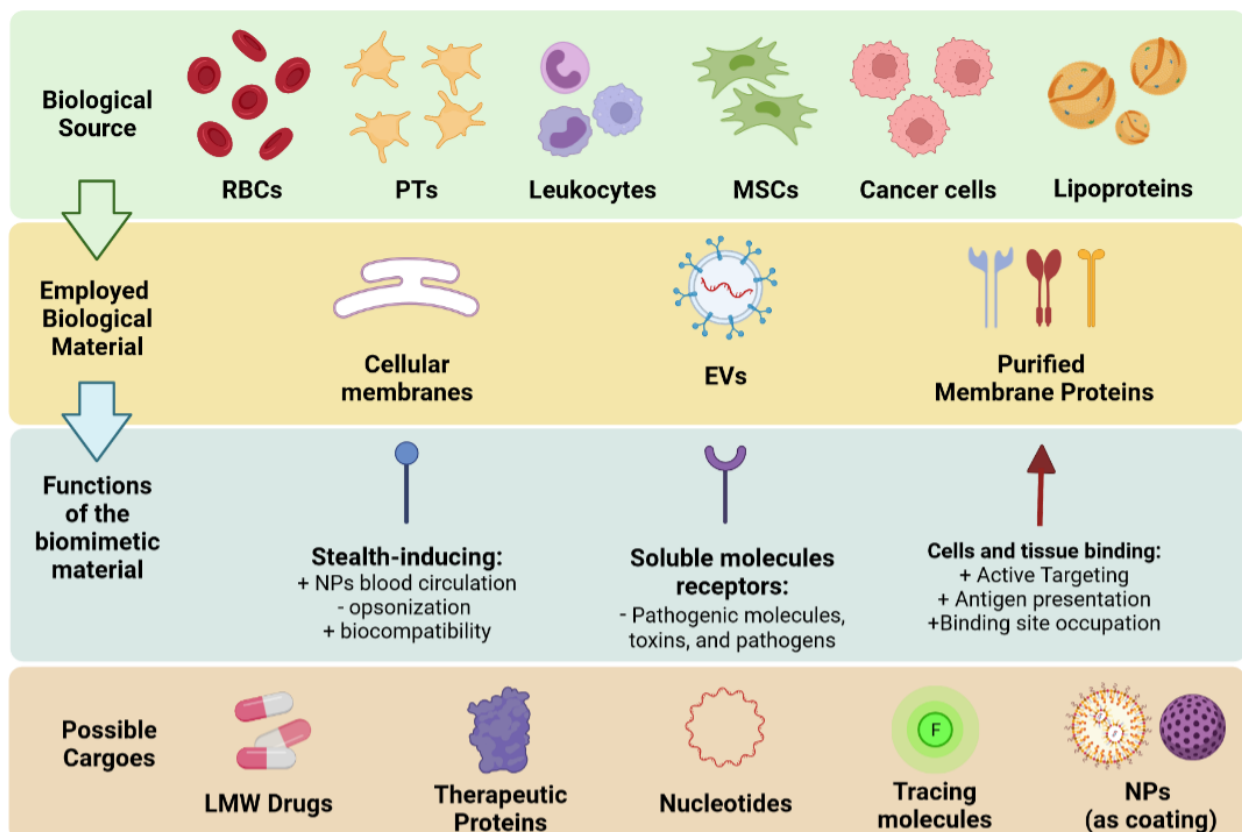 Biological
Source
RBCs
PTs
Leukocytes
MSCs
Cancer cells
Lipoproteins
Employed
Biological
Material
Cellular
membranes
EVs
Purified
Membrane Proteins
Functions
of the
biomimetic
material
Stealth-inducing:
+ NPs blood circulation
- opsonization
+ biocompatibility
Soluble molecules
receptors:
- Pathogenic molecules,
toxins, and pathogens
Cells and tissue binding:
+ Active Targeting
+ Antigen presentation
+Binding site occupation
Possible
Cargoes
LMW Drugs
Therapeutic
Proteins
Nucleotides
F
Tracing
molecules
NPs
(as coating)